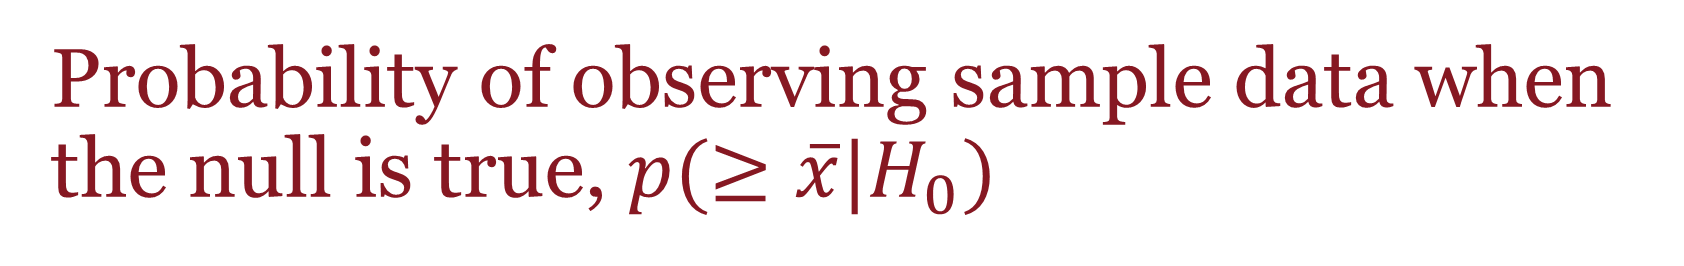 Probability of observing sample data when
the null is true, p(≥ x̄|H₀)